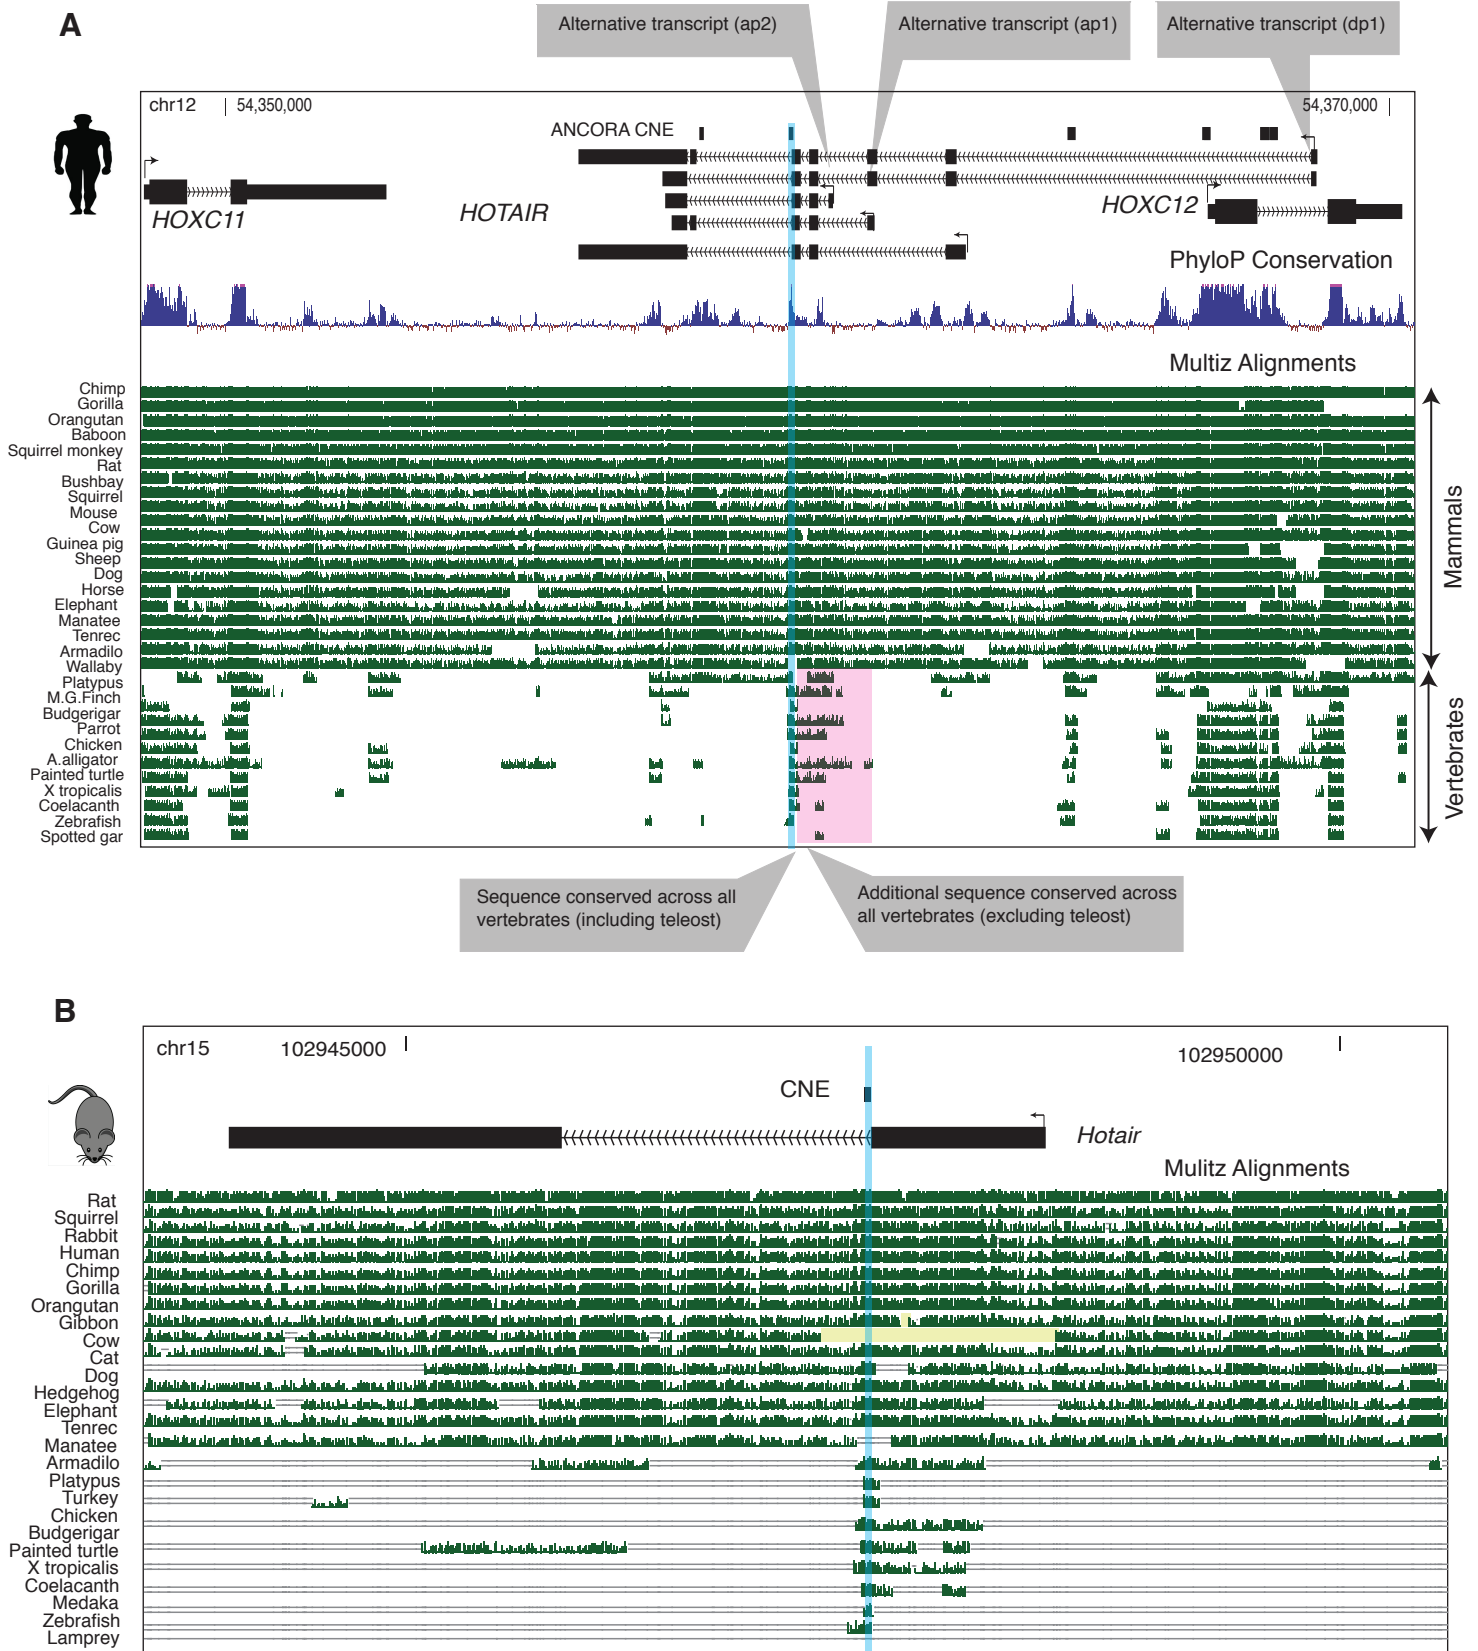 A
Alternative transcript (ap2)
Alternative transcript (ap1)
Alternative transcript (dp1)
chr12
54,350,000
54,370,000
ANCORA CNE
HOXC11
HOTAIR
HOXC12
PhyloP Conservation
Multiz Alignments
Chimp
Gorilla
Orangutan
Baboon
Squirrel monkey
Rat
Bushbay
Squirrel
Mouse
Cow
Guinea pig
Sheep
Dog
Horse
Elephant
Manatee
Tenrec
Armadilo
Wallaby
Platypus
M.G.Finch
Budgerigar
Parrot
Chicken
A.alligator
Painted turtle
X tropicalis
Coelacanth
Zebrafish
Spotted gar
Mammals
Vertebrates
Sequence conserved across all
vertebrates (including teleost)
Additional sequence conserved across
all vertebrates (excluding teleost)
B
chr15
102945000
102950000
CNE
Hotair
Mulitz Alignments
Rat
Squirrel
Rabbit
Human
Chimp
Gorilla
Orangutan
Gibbon
Cow
Cat
Dog
Hedgehog
Elephant
Tenrec
Manatee
Armadilo
Platypus
Turkey
Chicken
Budgerigar
Painted turtle
X tropicalis
Coelacanth
Medaka
Zebrafish
Lamprey